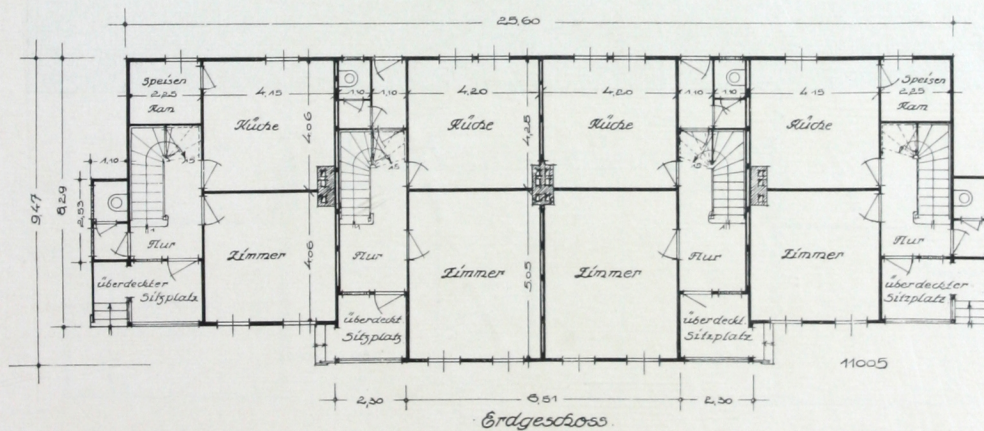 25,60
Speisen
2,25
Kam
4,15
Küche
4,06
1,10
1,10
4,20
Küche
4,25
4,20
Küche
1,10
1,10
4,15
Küche
Speisen
2,25
Kam
9,47
8,29
1,10
2,53
Flur
Zimmer
4,06
Flur
Zimmer
5,05
Zimmer
Flur
Zimmer
Flur
überdeckter
Sitzplatz
überdeckt
Sitzplatz
überdeckt.
Sitzplatz
überdeckter
Sitzplatz
11005
2,30
8,51
2,30
Erdgeschoss.